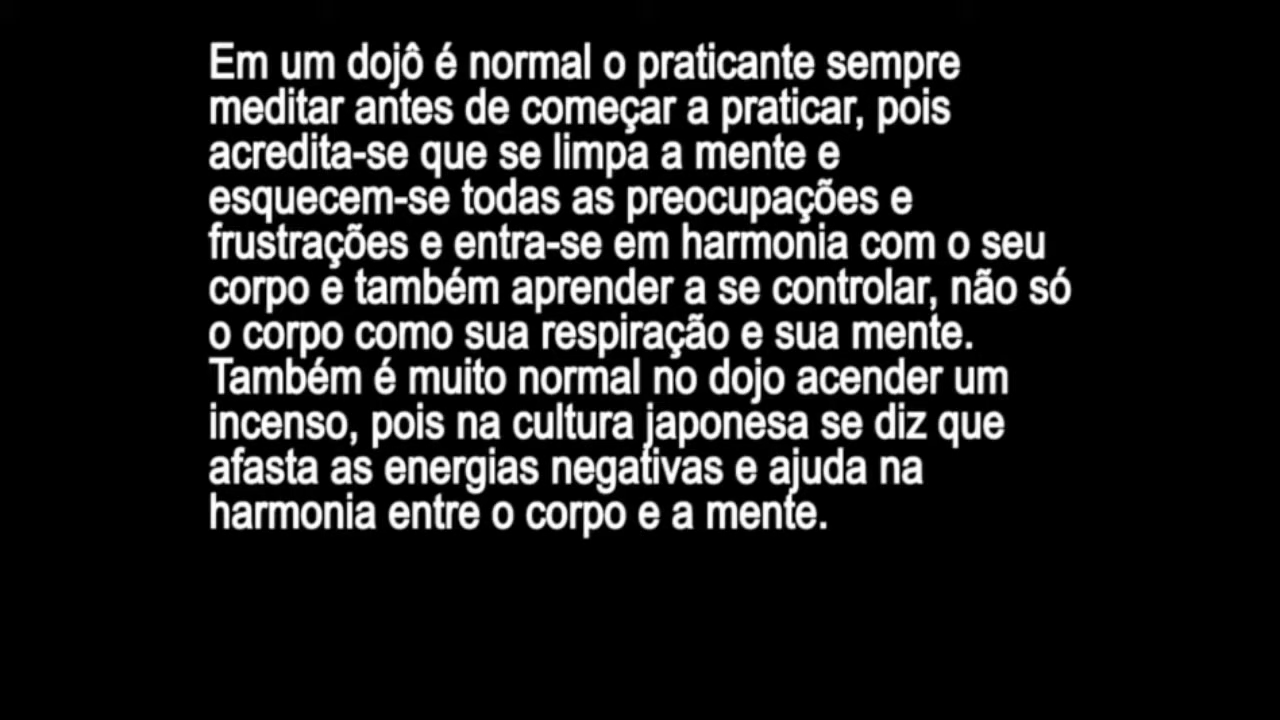 Em um dojô é normal o praticante sempre
meditar antes de começar a praticar, pois
acredita-se que se limpa a mente e
esquecem-se todas as preocupações e
frustrações e entra-se em harmonia com o seu
corpo e também aprender a se controlar, não só
o corpo como sua respiração e sua mente.
Também é muito normal no dojo acender um
incenso, pois na cultura japonesa se diz que
afasta as energias negativas e ajuda na
harmonia entre o corpo e a mente.